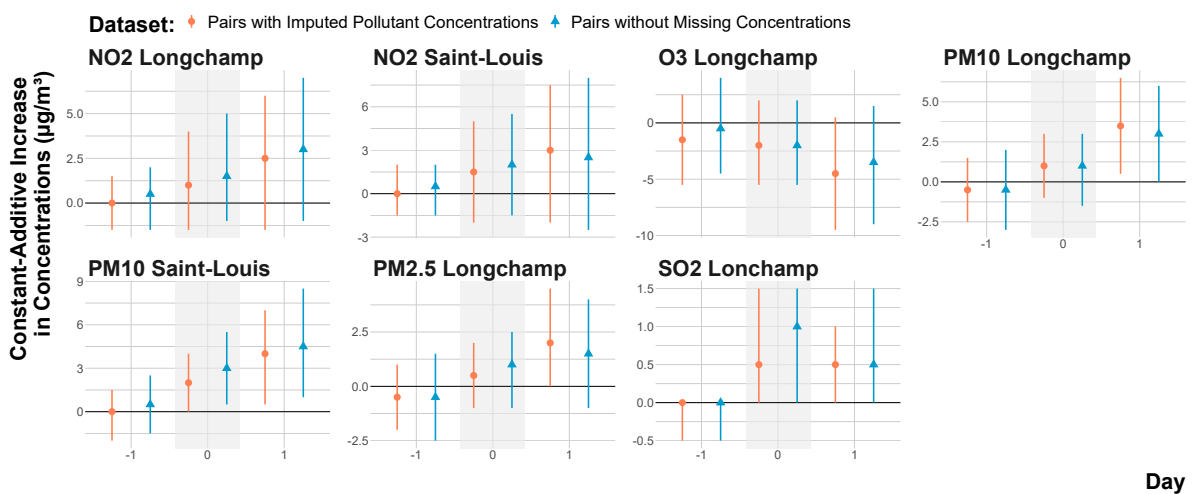 Dataset: Pairs with Imputed Pollutant Concentrations Pairs without Missing Concentrations
Constant-Additive Increase
in Concentrations (µg/m³)
NO2 Longchamp
5.0
2.5
0.0
NO2 Saint-Louis
6
3
0
-3
O3 Longchamp
0
-5
-10
PM10 Longchamp
5.0
2.5
0.0
-2.5
-1 0 1
PM10 Saint-Louis
9
6
3
0
-1 0 1
PM2.5 Longchamp
2.5
0.0
-2.5
-1 0 1
SO2 Lonchamp
1.5
1.0
0.5
0.0
-0.5
-1 0 1
Day